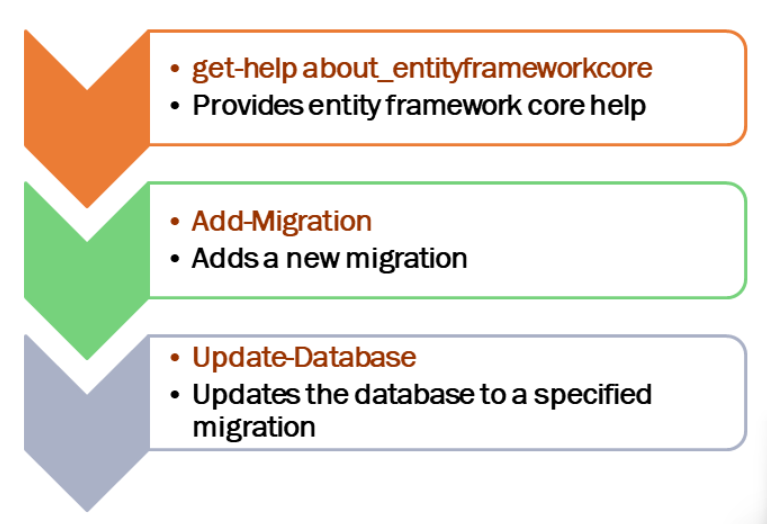 • get-help about_entityframeworkcore
• Provides entity framework core help
• Add-Migration
• Adds a new migration
• Update-Database
• Updates the database to a specified
migration